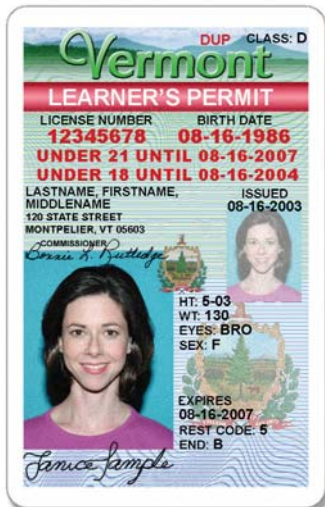 DUP CLASS: D
Vermont
LEARNER'S PERMIT
LICENSE NUMBER BIRTH DATE
12345678 08-16-1986
UNDER 21 UNTIL 08-16-2007
UNDER 18 UNTIL 08-16-2004
LASTNAME, FIRSTNAME,
MIDDLENAME
120 STATE STREET
MONTPELIER, VT 05603
ISSUED
08-16-2003
COMMISSIONER
Bonnie L. Rutledge
HT: 5-03
WT: 130
EYES: BRO
SEX: F
EXPIRES
08-16-2007
REST CODE: 5
END: B
Janice Sample